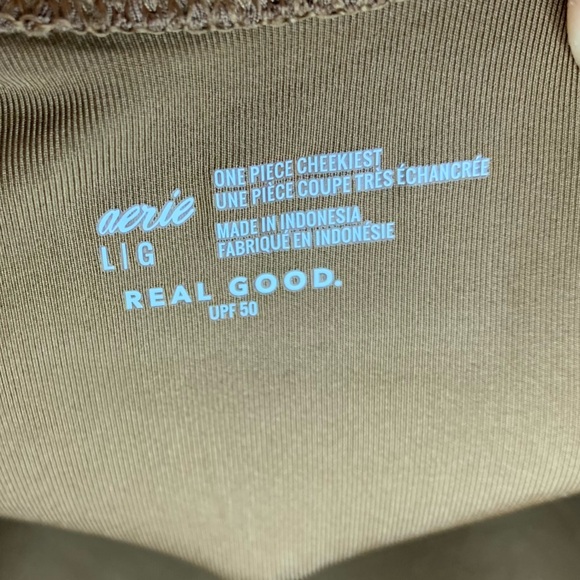 aerie
L|G
ONE PIECE CHEEKIEST
UNE PIÈCE COUPE TRÈS ÉCHANCRÉE
MADE IN INDONESIA
FABRIQUÉ EN INDONÉSIE
REAL GOOD.
UPF 50